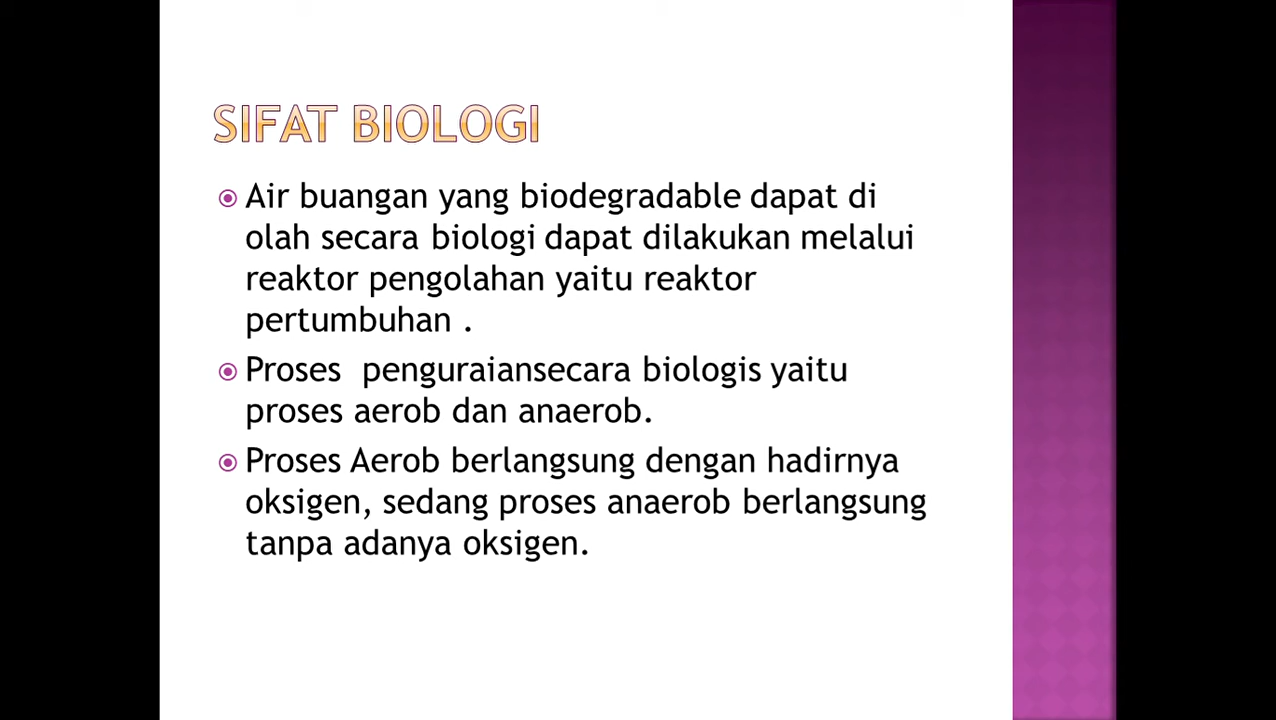 SIFAT BIOLOGI
Air buangan yang biodegradable dapat di
olah secara biologi dapat dilakukan melalui
reaktor pengolahan yaitu reaktor
pertumbuhan .
Proses  penguraiansecara biologis yaitu
proses aerob dan anaerob.
Proses Aerob berlangsung dengan hadirnya
oksigen, sedang proses anaerob berlangsung
tanpa adanya oksigen.